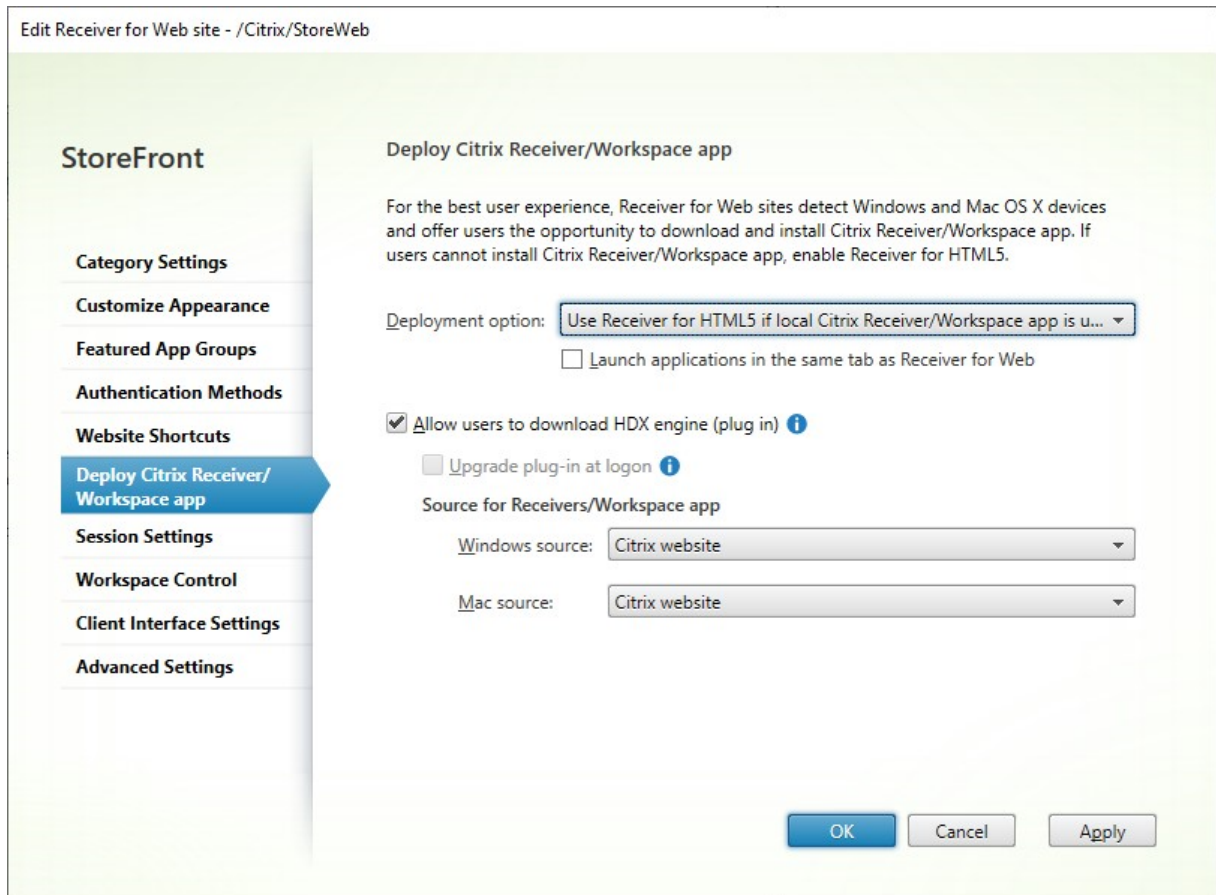 Edit Receiver for Web site - /Citrix/StoreWeb
StoreFront
Category Settings
Customize Appearance
Featured App Groups
Authentication Methods
Website Shortcuts
Deploy Citrix Receiver/
Workspace app
Session Settings
Workspace Control
Client Interface Settings
Advanced Settings
Deploy Citrix Receiver/Workspace app
For the best user experience, Receiver for Web sites detect Windows and Mac OS X devices
and offer users the opportunity to download and install Citrix Receiver/Workspace app. If
users cannot install Citrix Receiver/Workspace app, enable Receiver for HTML5.
Deployment option: Use Receiver for HTML5 if local Citrix Receiver/Workspace app is u...
Launch applications in the same tab as Receiver for Web
Allow users to download HDX engine (plug in)
Upgrade plug-in at logon
Source for Receivers/Workspace app
Windows source: Citrix website
Mac source: Citrix website
OK Cancel Apply